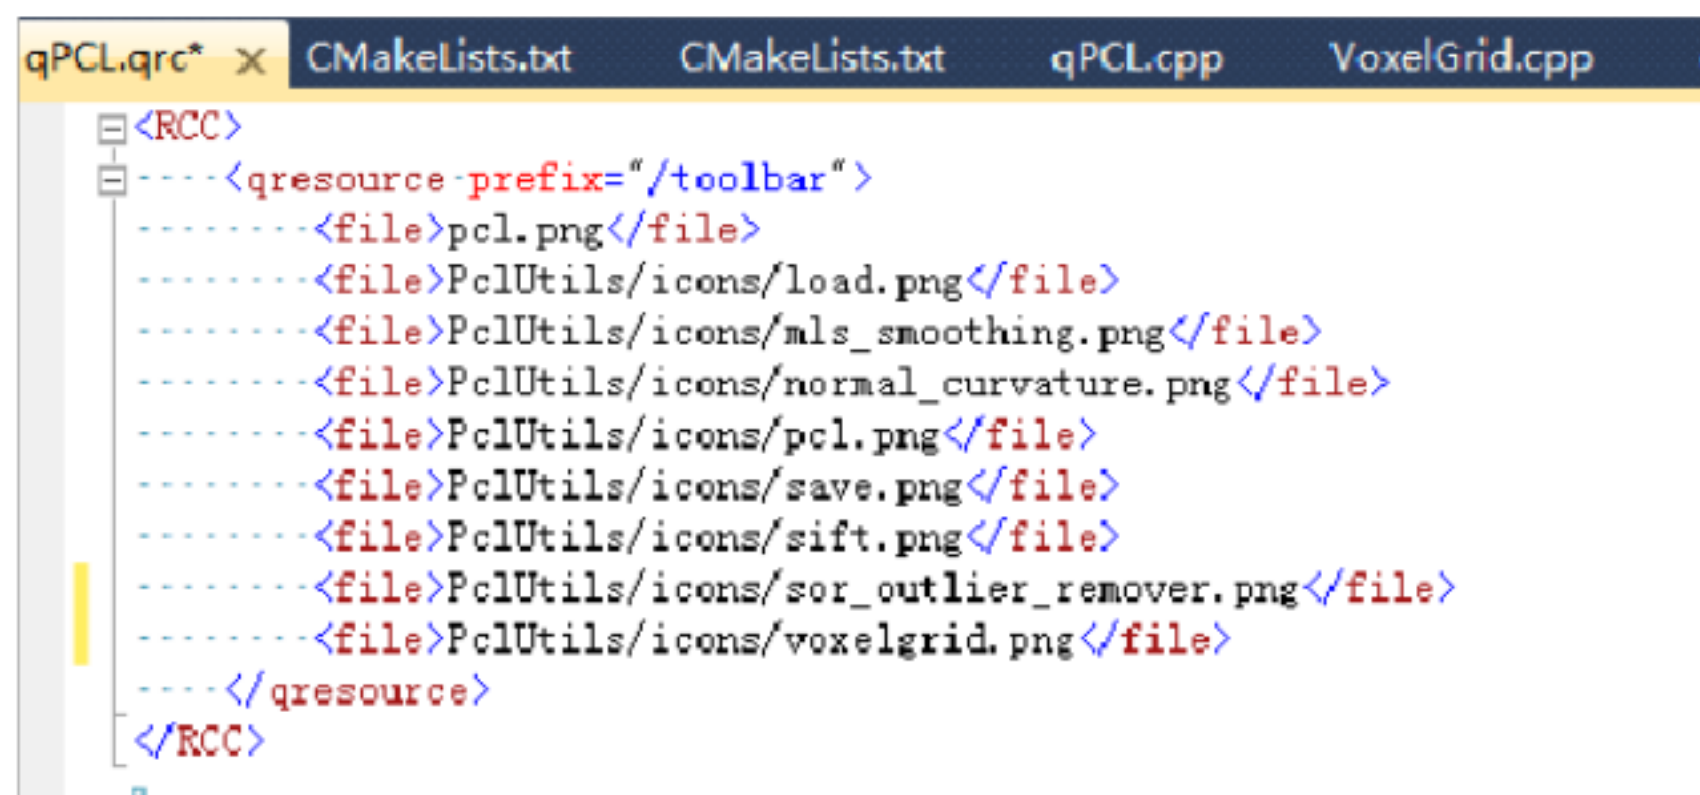 qPCL.qrc* × CMakeLists.txt CMakeLists.txt qPCL.cpp VoxelGrid.cpp
<RCC>
    <qresource prefix="/toolbar">
        <file>pcl.png</file>
        <file>PclUtils/icons/load.png</file>
        <file>PclUtils/icons/mls_smoothing.png</file>
        <file>PclUtils/icons/normal_curvature.png</file>
        <file>PclUtils/icons/pcl.png</file>
        <file>PclUtils/icons/save.png</file>
        <file>PclUtils/icons/sift.png</file>
        <file>PclUtils/icons/sor_outlier_remover.png</file>
        <file>PclUtils/icons/voxelgrid.png</file>
    </qresource>
</RCC>